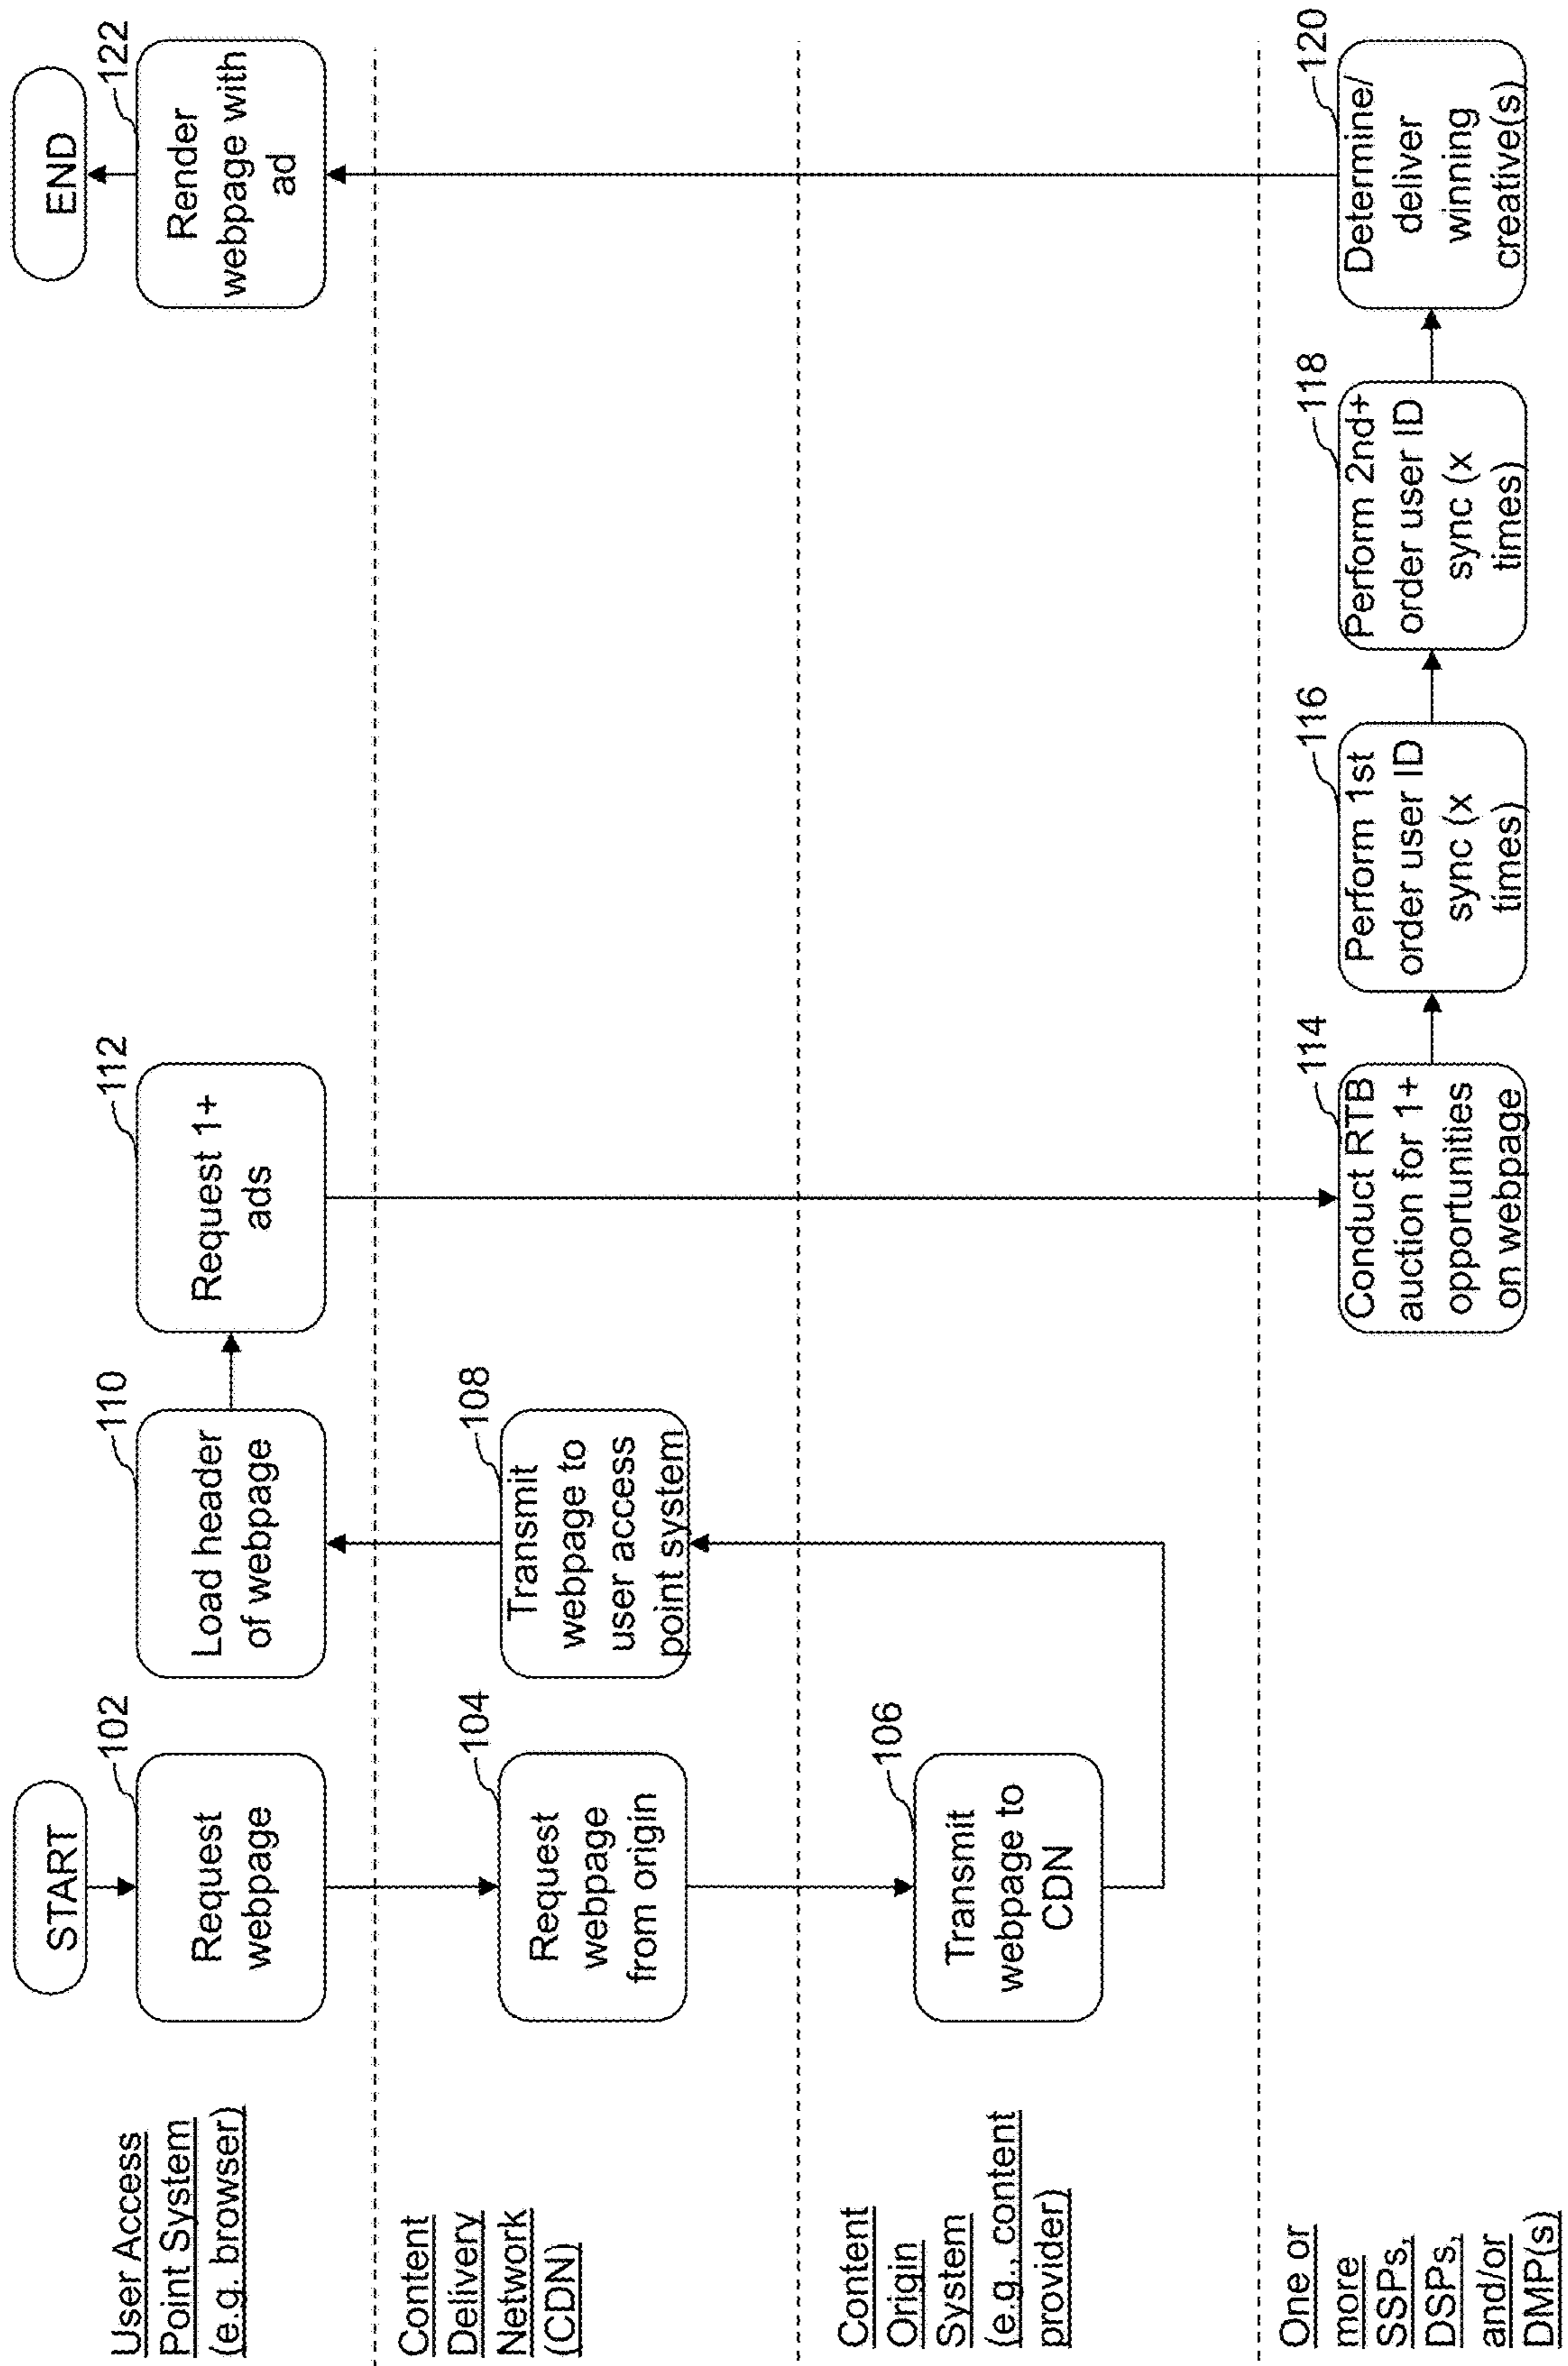 START
END
User Access
Point System
(e.g. browser)
102
Request
webpage
110
Load header
of webpage
112
Request 1+
ads
122
Render
webpage with
ad
Content
Delivery
Network
(CDN)
104
Request
webpage
from origin
108
Transmit
webpage to
user access
point system
Content
Origin
System
(e.g., content
provider)
106
Transmit
webpage to
CDN
One or
more
SSPs,
DSPs,
and/or
DMP(s)
114
Conduct RTB
auction for 1+
opportunities
on webpage
116
Perform 1st
order user ID
sync (x
times)
118
Perform 2nd+
order user ID
sync (x
times)
120
Determine/
deliver
winning
creative(s)